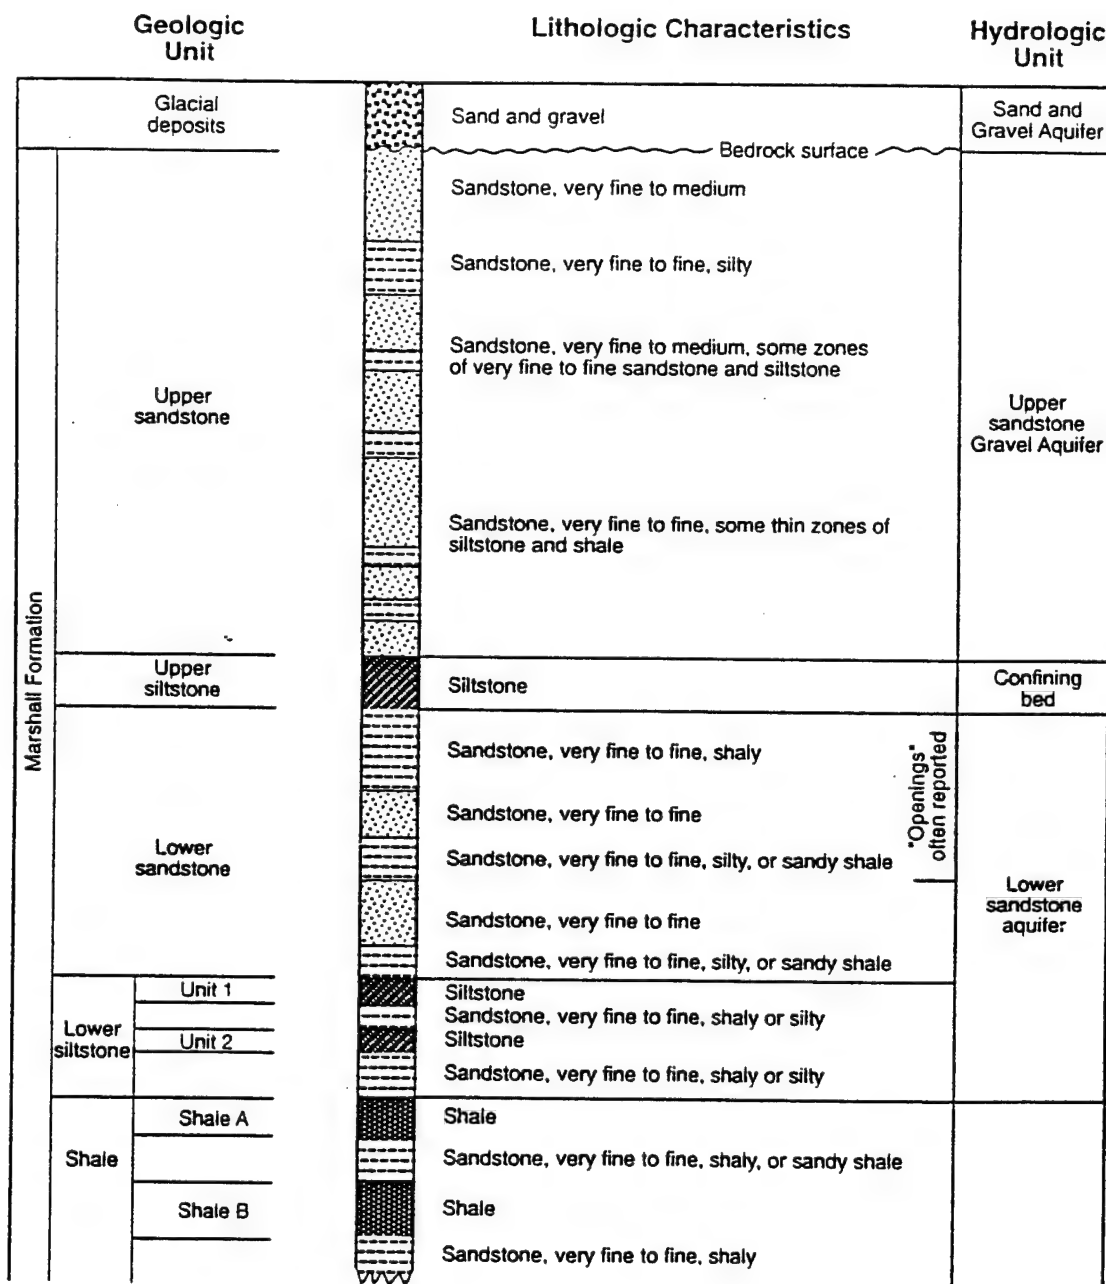 Geologic
Unit
Lithologic Characteristics
Hydrologic
Unit
Glacial
deposits
Sand and gravel
Sand and
Gravel Aquifer
Bedrock surface
Marshall Formation
Upper
sandstone
Sandstone, very fine to medium
Sandstone, very fine to fine, silty
Sandstone, very fine to medium, some zones
of very fine to fine sandstone and siltstone
Sandstone, very fine to fine, some thin zones of
siltstone and shale
Upper
sandstone
Gravel Aquifer
Upper
siltstone
Siltstone
Confining
bed
Lower
sandstone
Sandstone, very fine to fine, shaly
Sandstone, very fine to fine
Sandstone, very fine to fine, silty, or sandy shale
Sandstone, very fine to fine
Sandstone, very fine to fine, silty, or sandy shale
"Openings"
often reported
Lower
sandstone
aquifer
Lower
siltstone
Unit 1
Siltstone
Sandstone, very fine to fine, shaly or silty
Unit 2
Siltstone
Sandstone, very fine to fine, shaly or silty
Shale
Shale A
Shale
Sandstone, very fine to fine, shaly, or sandy shale
Shale B
Shale
Sandstone, very fine to fine, shaly